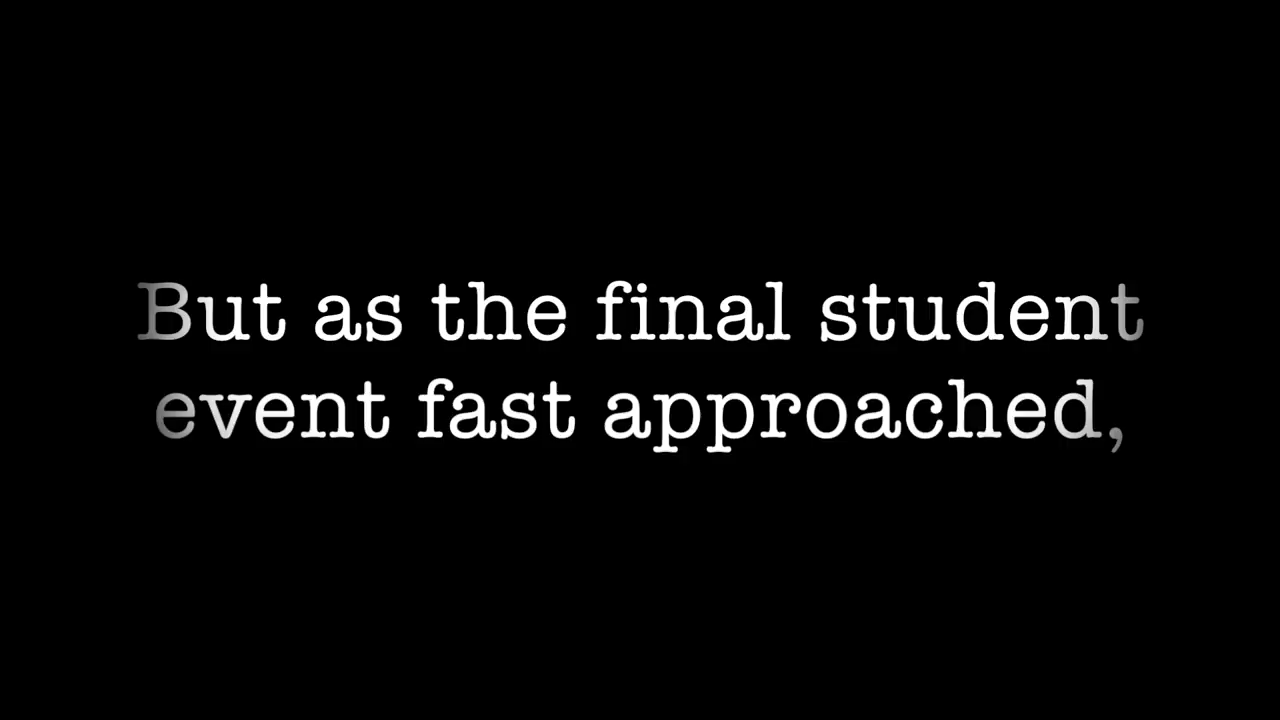 But as the final student
event fast approached,